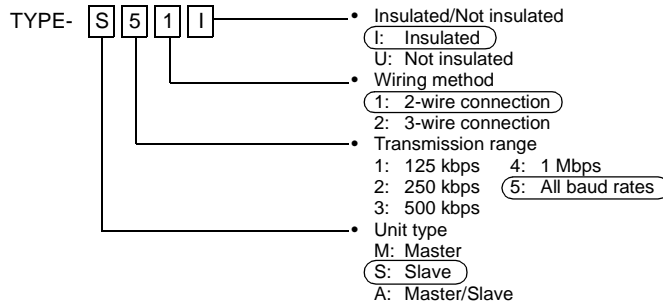 TYPE- S 5 1 I
• Insulated/Not insulated
I: Insulated
U: Not insulated
• Wiring method
1: 2-wire connection
2: 3-wire connection
• Transmission range
1: 125 kbps 4: 1 Mbps
2: 250 kbps 5: All baud rates
3: 500 kbps
• Unit type
M: Master
S: Slave
A: Master/Slave